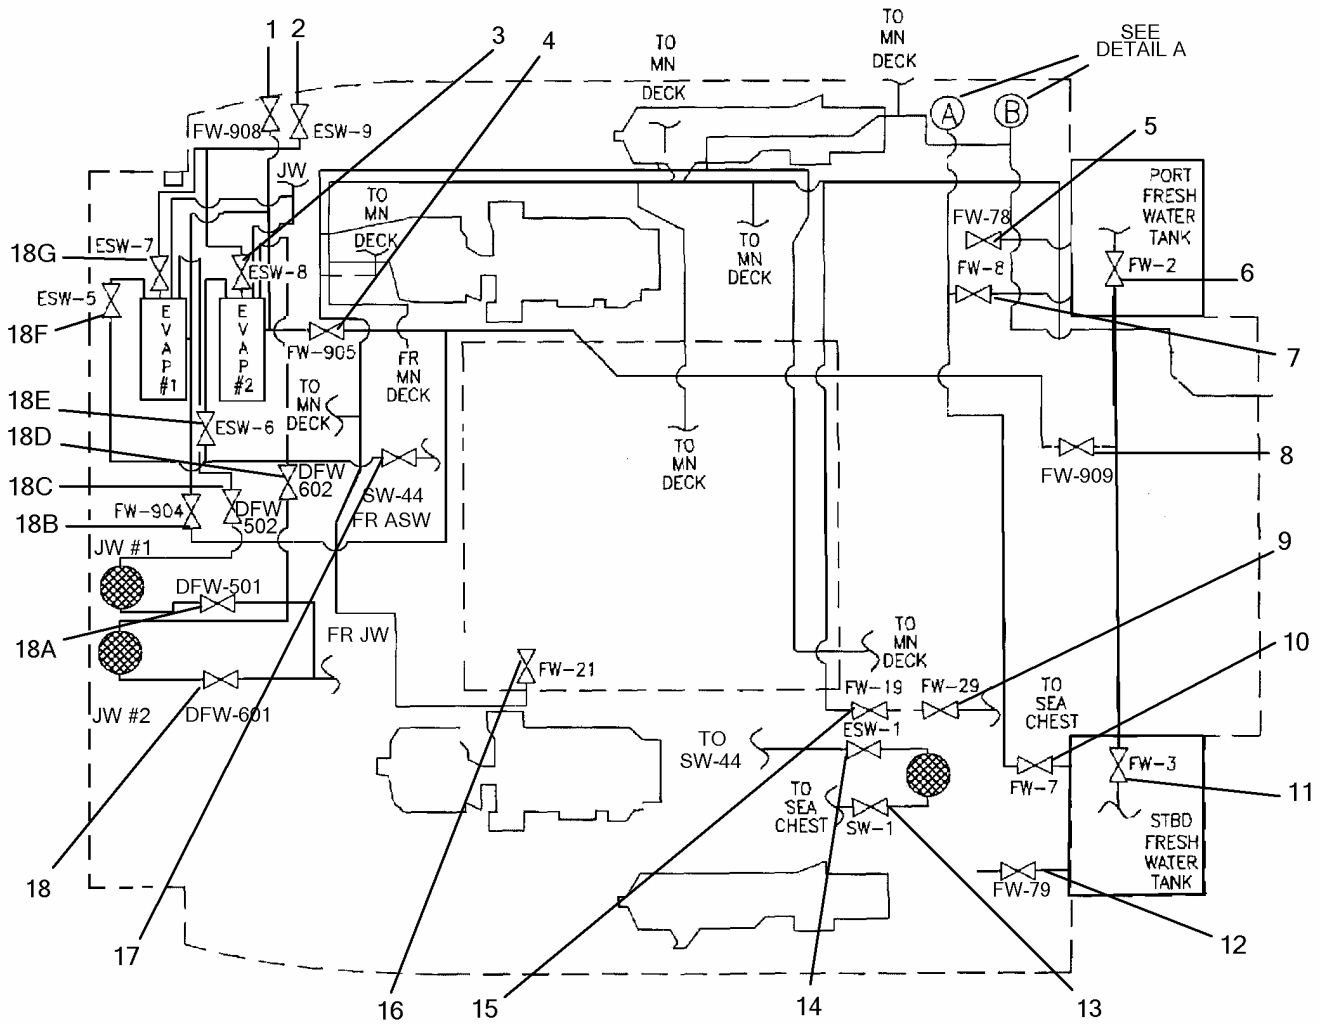 1
2
3
4
TO
MN
DECK
TO
MN
DECK
SEE
DETAIL A
A
B
5
FW-908
ESW-9
JW
PORT
FRESH
WATER
TANK
TO
MN
DECK
FW-78
18G
ESW-7
ESW-8
TO
MN
DECK
FW-8
FW-2
6
ESW-5
18F
EVAP #1
EVAP #2
FW-905
7
FR
MN
DECK
TO
MN
DECK
18E
ESW-6
18D
TO
MN
DECK
FW-909
8
18C
DFW
602
SW-44
FR ASW
FW-904
DFW
502
18B
JW #1
9
DFW-501
18A
FR JW
TO
MN
DECK
10
FW-21
FW-19
FW-29
TO
SEA
CHEST
JW #2
DFW-601
ESW-1
TO
SW-44
FW-7
FW-3
11
TO
SEA
CHEST
SW-1
STBD
FRESH
WATER
TANK
18
FW-79
17
12
16
15
14
13